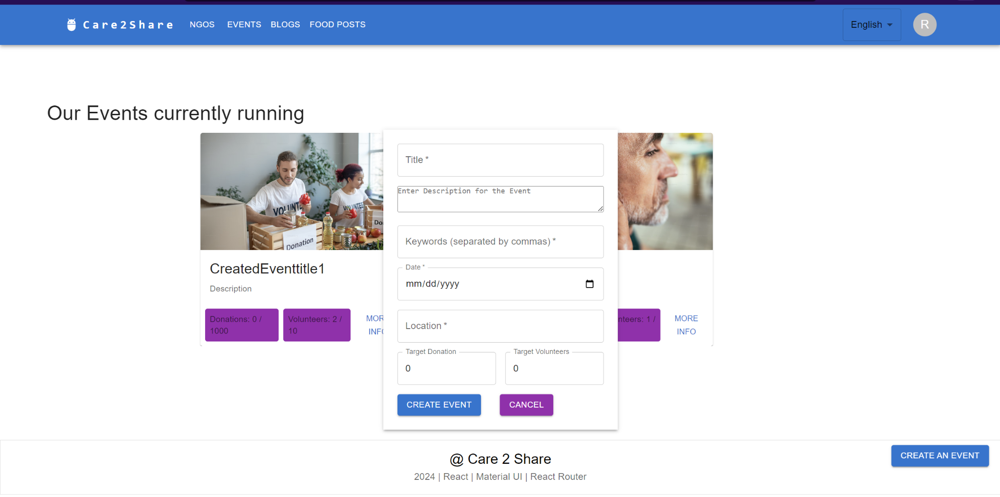 Care2Share NGOS EVENTS BLOGS FOOD POSTS English R
Our Events currently running
VOLUNTE
VOLUNTEE
Donation
Do
CreatedEventtitle1
Description
Donations: 0 /
1000
Volunteers: 2 /
10
MOR
INFO
Title *
Enter Description for the Event
Keywords (separated by commas) *
Date *
mm/dd/yyyy
Location *
Target Donation
0
Target Volunteers
0
CREATE EVENT CANCEL
nteers: 1 /
MORE
INFO
@ Care 2 Share
2024 | React | Material UI | React Router
CREATE AN EVENT